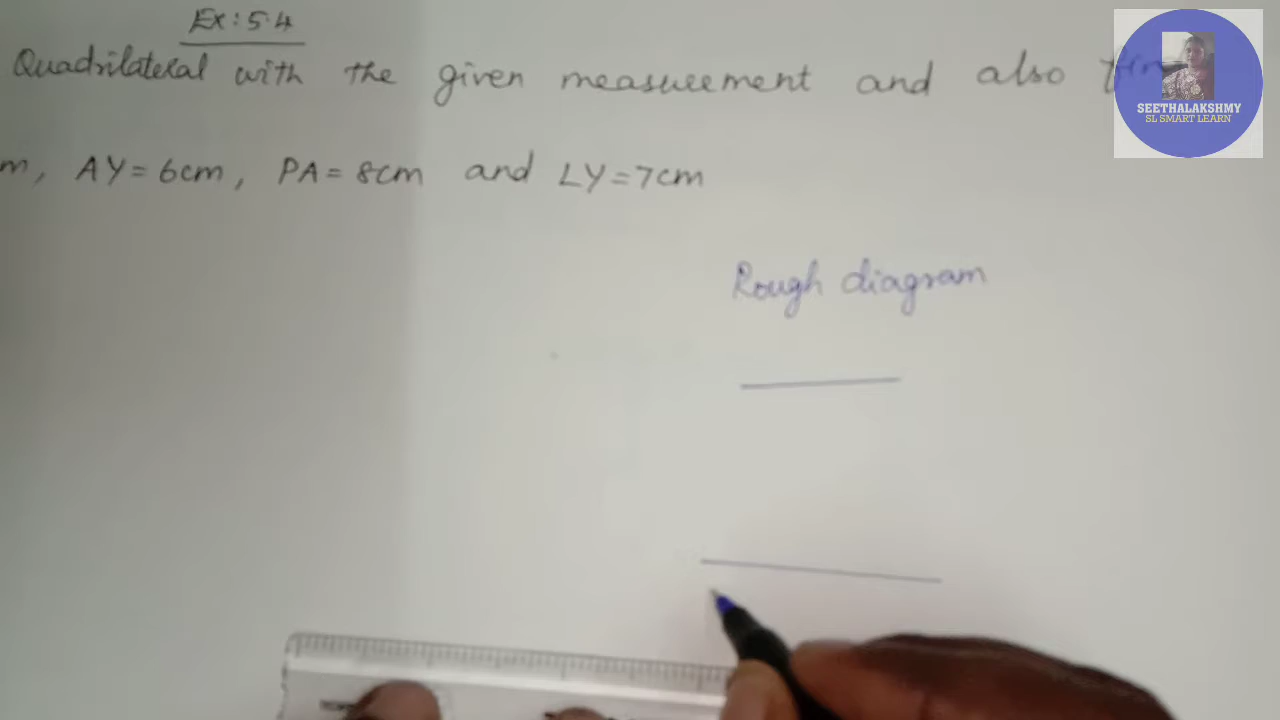 Ex: 5.4
Quadrilateral with the given measurement and also
m, AY = 6cm, PA = 8cm and LY = 7cm
Rough diagram
SEETHALAKSHMY
SL SMART LEARN